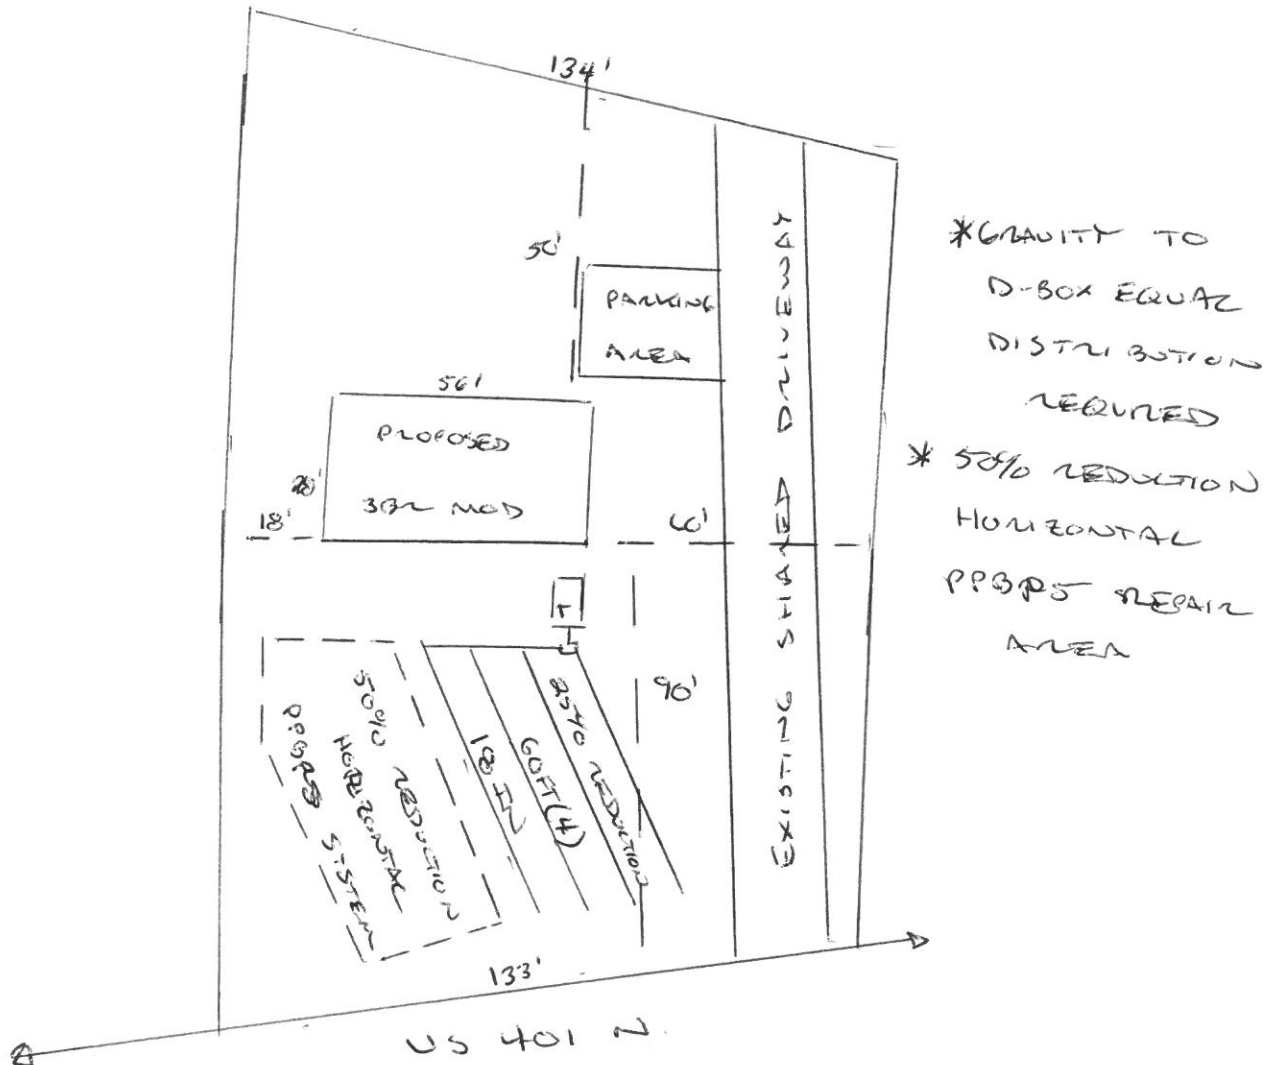 134'
50'
PARKING
AREA
56'
PROPOSED
3BR MOD
28'
18'
60'
T
90'
25% REDUCTION
60FT(4)
18 IN
50% REDUCTION
HORIZONTAL
PPBPS SYSTEM
EXISTING SHARED DRIVEWAY
133'
US 401 N
*GRAVITY TO
D-BOX EQUAL
DISTRIBUTION
REQUIRED
* 50% REDUCTION
HORIZONTAL
PPBPS REPAIR
AREA